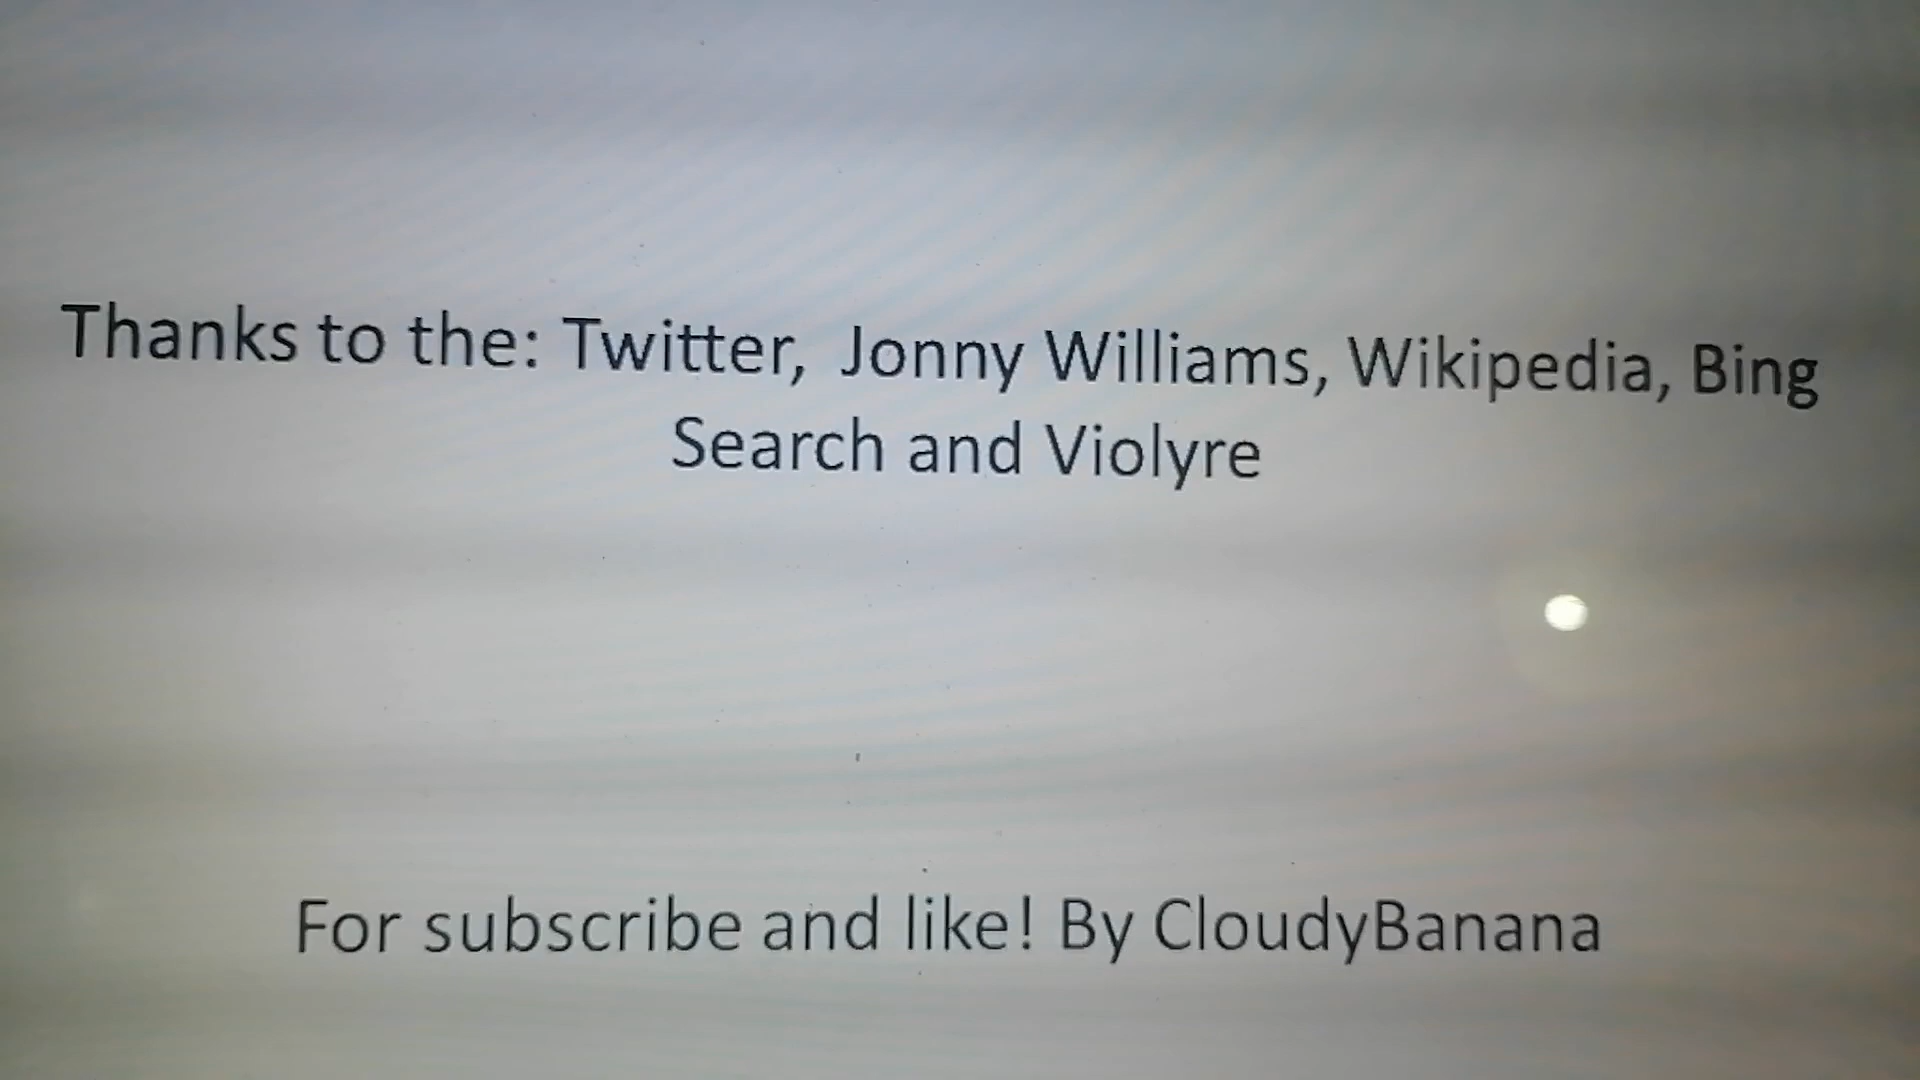 Thanks to the: Twitter, Jonny Williams, Wikipedia, Bing
Search and Violyre
For subscribe and like! By CloudyBanana